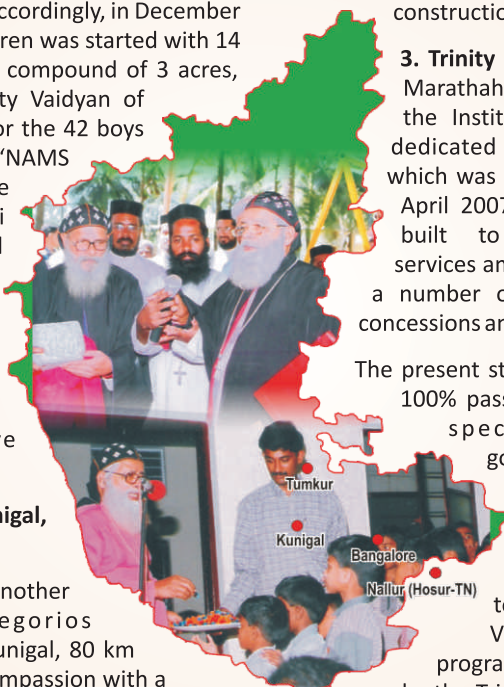 ccordingly, in December
ren was started with 14
compound of 3 acres,
ty Vaidyan of
or the 42 boys
‘NAMS
e
i
ve
nigal,
nother
egorios
unigal, 80 km
mpassion with a
Tumkur
Kunigal
Bangalore
Nallur (Hosur-TN)
constructio
3. Trinity
Marathah
the Instit
dedicated
which was
April 2007
built to
services an
a number o
concessions an
The present st
100% pass
spec
go
to
V
progra